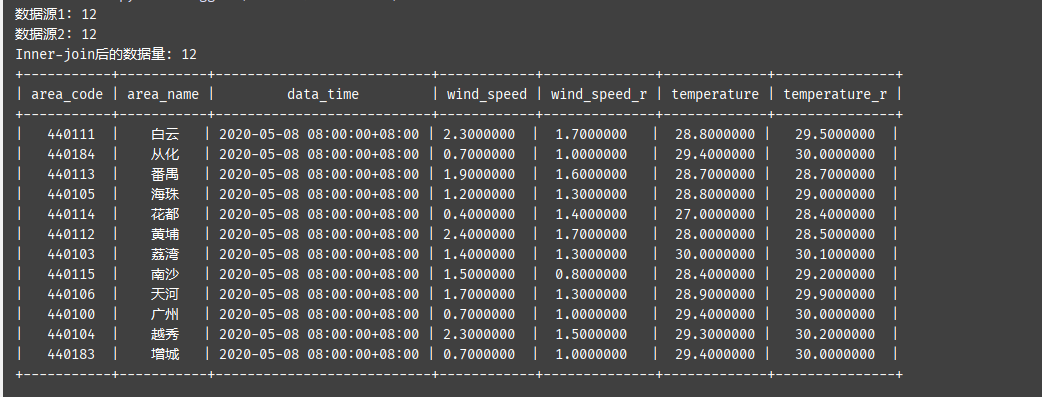 数据源1: 12
数据源2: 12
Inner-join后的数据量: 12
+-----------+-----------+---------------------------+------------+--------------+-------------+---------------+
| area_code | area_name |         data_time         | wind_speed | wind_speed_r | temperature | temperature_r |
+-----------+-----------+---------------------------+------------+--------------+-------------+---------------+
|   440111  |    白云   | 2020-05-08 08:00:00+08:00 | 2.3000000  |  1.7000000   |  28.8000000 |   29.5000000  |
|   440184  |    从化   | 2020-05-08 08:00:00+08:00 | 0.7000000  |  1.0000000   |  29.4000000 |   30.0000000  |
|   440113  |    番禺   | 2020-05-08 08:00:00+08:00 | 1.9000000  |  1.6000000   |  28.7000000 |   28.7000000  |
|   440105  |    海珠   | 2020-05-08 08:00:00+08:00 | 1.2000000  |  1.3000000   |  28.8000000 |   29.0000000  |
|   440114  |    花都   | 2020-05-08 08:00:00+08:00 | 0.4000000  |  1.4000000   |  27.0000000 |   28.4000000  |
|   440112  |    黄埔   | 2020-05-08 08:00:00+08:00 | 2.4000000  |  1.7000000   |  28.0000000 |   28.5000000  |
|   440103  |    荔湾   | 2020-05-08 08:00:00+08:00 | 1.4000000  |  1.3000000   |  30.0000000 |   30.1000000  |
|   440115  |    南沙   | 2020-05-08 08:00:00+08:00 | 1.5000000  |  0.8000000   |  28.4000000 |   29.2000000  |
|   440106  |    天河   | 2020-05-08 08:00:00+08:00 | 1.7000000  |  1.3000000   |  28.9000000 |   29.9000000  |
|   440100  |    广州   | 2020-05-08 08:00:00+08:00 | 0.7000000  |  1.0000000   |  29.4000000 |   30.0000000  |
|   440104  |    越秀   | 2020-05-08 08:00:00+08:00 | 2.3000000  |  1.5000000   |  29.3000000 |   30.2000000  |
|   440183  |    增城   | 2020-05-08 08:00:00+08:00 | 0.7000000  |  1.0000000   |  29.4000000 |   30.0000000  |
+-----------+-----------+---------------------------+------------+--------------+-------------+---------------+